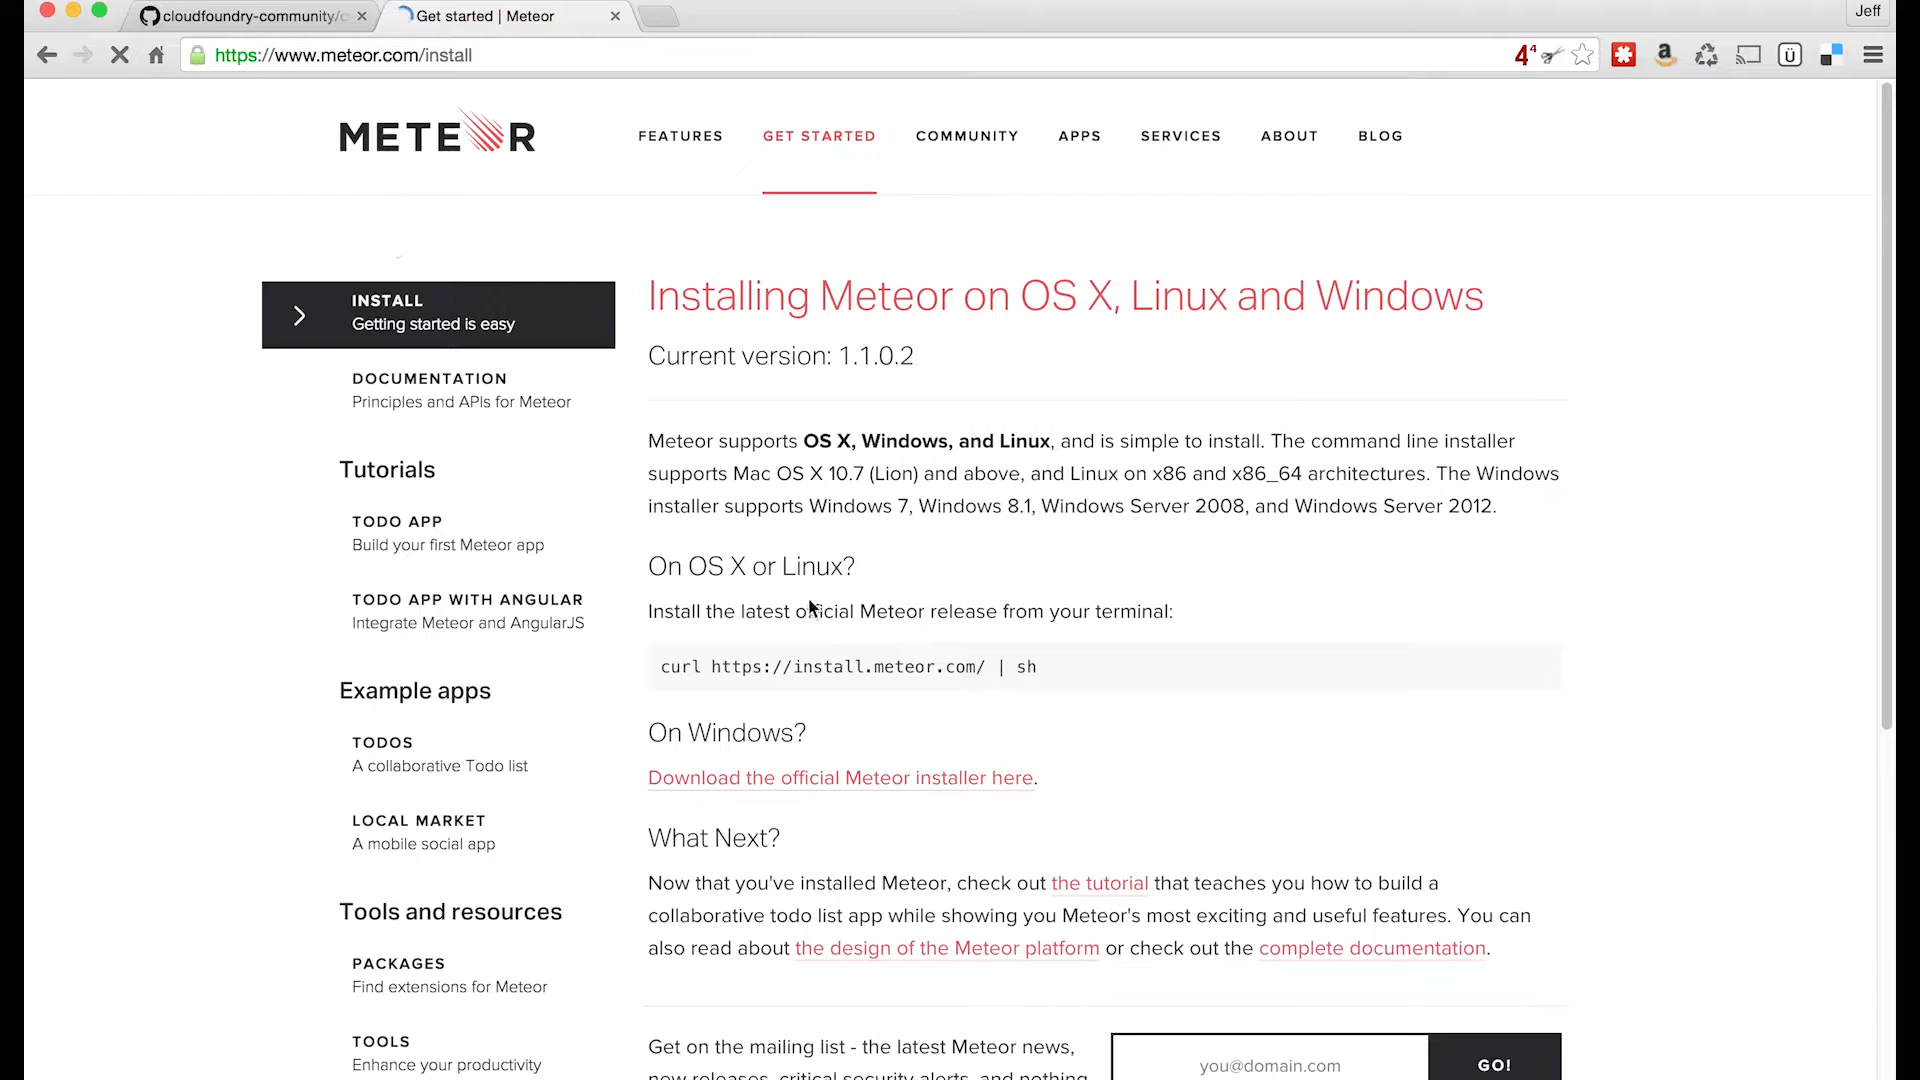 cloudfoundry-community/c
Get started | Meteor
Jeff
https://www.meteor.com/install
METEOR
FEATURES
GET STARTED
COMMUNITY
APPS
SERVICES
ABOUT
BLOG
INSTALL
Getting started is easy
DOCUMENTATION
Principles and APIs for Meteor
Tutorials
TODO APP
Build your first Meteor app
TODO APP WITH ANGULAR
Integrate Meteor and AngularJS
Example apps
TODOS
A collaborative Todo list
LOCAL MARKET
A mobile social app
Tools and resources
PACKAGES
Find extensions for Meteor
TOOLS
Enhance your productivity
Installing Meteor on OS X, Linux and Windows
Current version: 1.1.0.2
Meteor supports OS X, Windows, and Linux, and is simple to install. The command line installer
supports Mac OS X 10.7 (Lion) and above, and Linux on x86 and x86_64 architectures. The Windows
installer supports Windows 7, Windows 8.1, Windows Server 2008, and Windows Server 2012.
On OS X or Linux?
Install the latest official Meteor release from your terminal:
curl https://install.meteor.com/ | sh
On Windows?
Download the official Meteor installer here.
What Next?
Now that you've installed Meteor, check out the tutorial that teaches you how to build a
collaborative todo list app while showing you Meteor's most exciting and useful features. You can
also read about the design of the Meteor platform or check out the complete documentation.
Get on the mailing list - the latest Meteor news,
new releases, critical security alerts, and nothing
you@domain.com
GO!